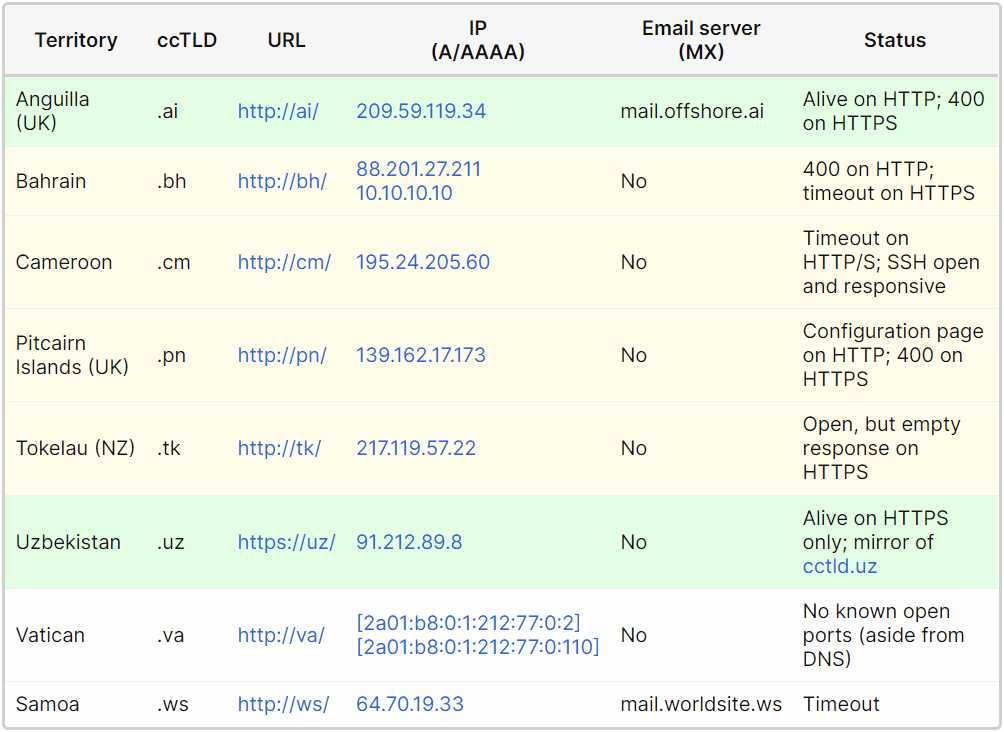 Territory ccTLD URL IP (A/AAAA) Email server (MX) Status
Anguilla (UK) .ai http://ai/ 209.59.119.34 mail.offshore.ai Alive on HTTP; 400 on HTTPS
Bahrain .bh http://bh/ 88.201.27.211 10.10.10.10 No 400 on HTTP; timeout on HTTPS
Cameroon .cm http://cm/ 195.24.205.60 No Timeout on HTTP/S; SSH open and responsive
Pitcairn Islands (UK) .pn http://pn/ 139.162.17.173 No Configuration page on HTTP; 400 on HTTPS
Tokelau (NZ) .tk http://tk/ 217.119.57.22 No Open, but empty response on HTTPS
Uzbekistan .uz https://uz/ 91.212.89.8 No Alive on HTTPS only; mirror of cctld.uz
Vatican .va http://va/ [2a01:b8:0:1:212:77:0:2] [2a01:b8:0:1:212:77:0:110] No No known open ports (aside from DNS)
Samoa .ws http://ws/ 64.70.19.33 mail.worldsite.ws Timeout